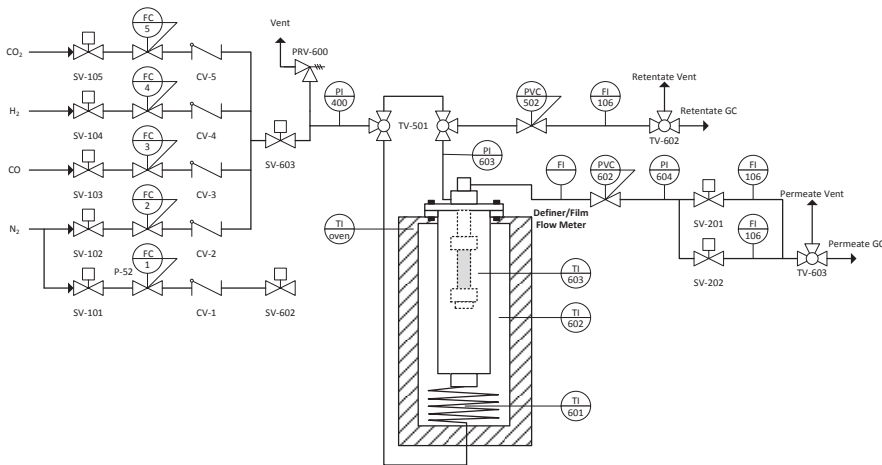 Vent
PRV-600
CO₂
FC
5
SV-105
CV-5
H₂
FC
4
SV-104
CV-4
CO
FC
3
SV-103
CV-3
N₂
FC
2
SV-102
CV-2
P-52
FC
1
SV-101
CV-1
SV-602
SV-603
PI
400
TV-501
PI
603
PVC
502
FI
106
Retentate Vent
Retentate GC
TV-602
FI
Definer/Film
Flow Meter
PVC
602
PI
604
SV-201
FI
106
SV-202
FI
106
Permeate Vent
Permeate GC
TV-603
TI
oven
TI
603
TI
602
TI
601